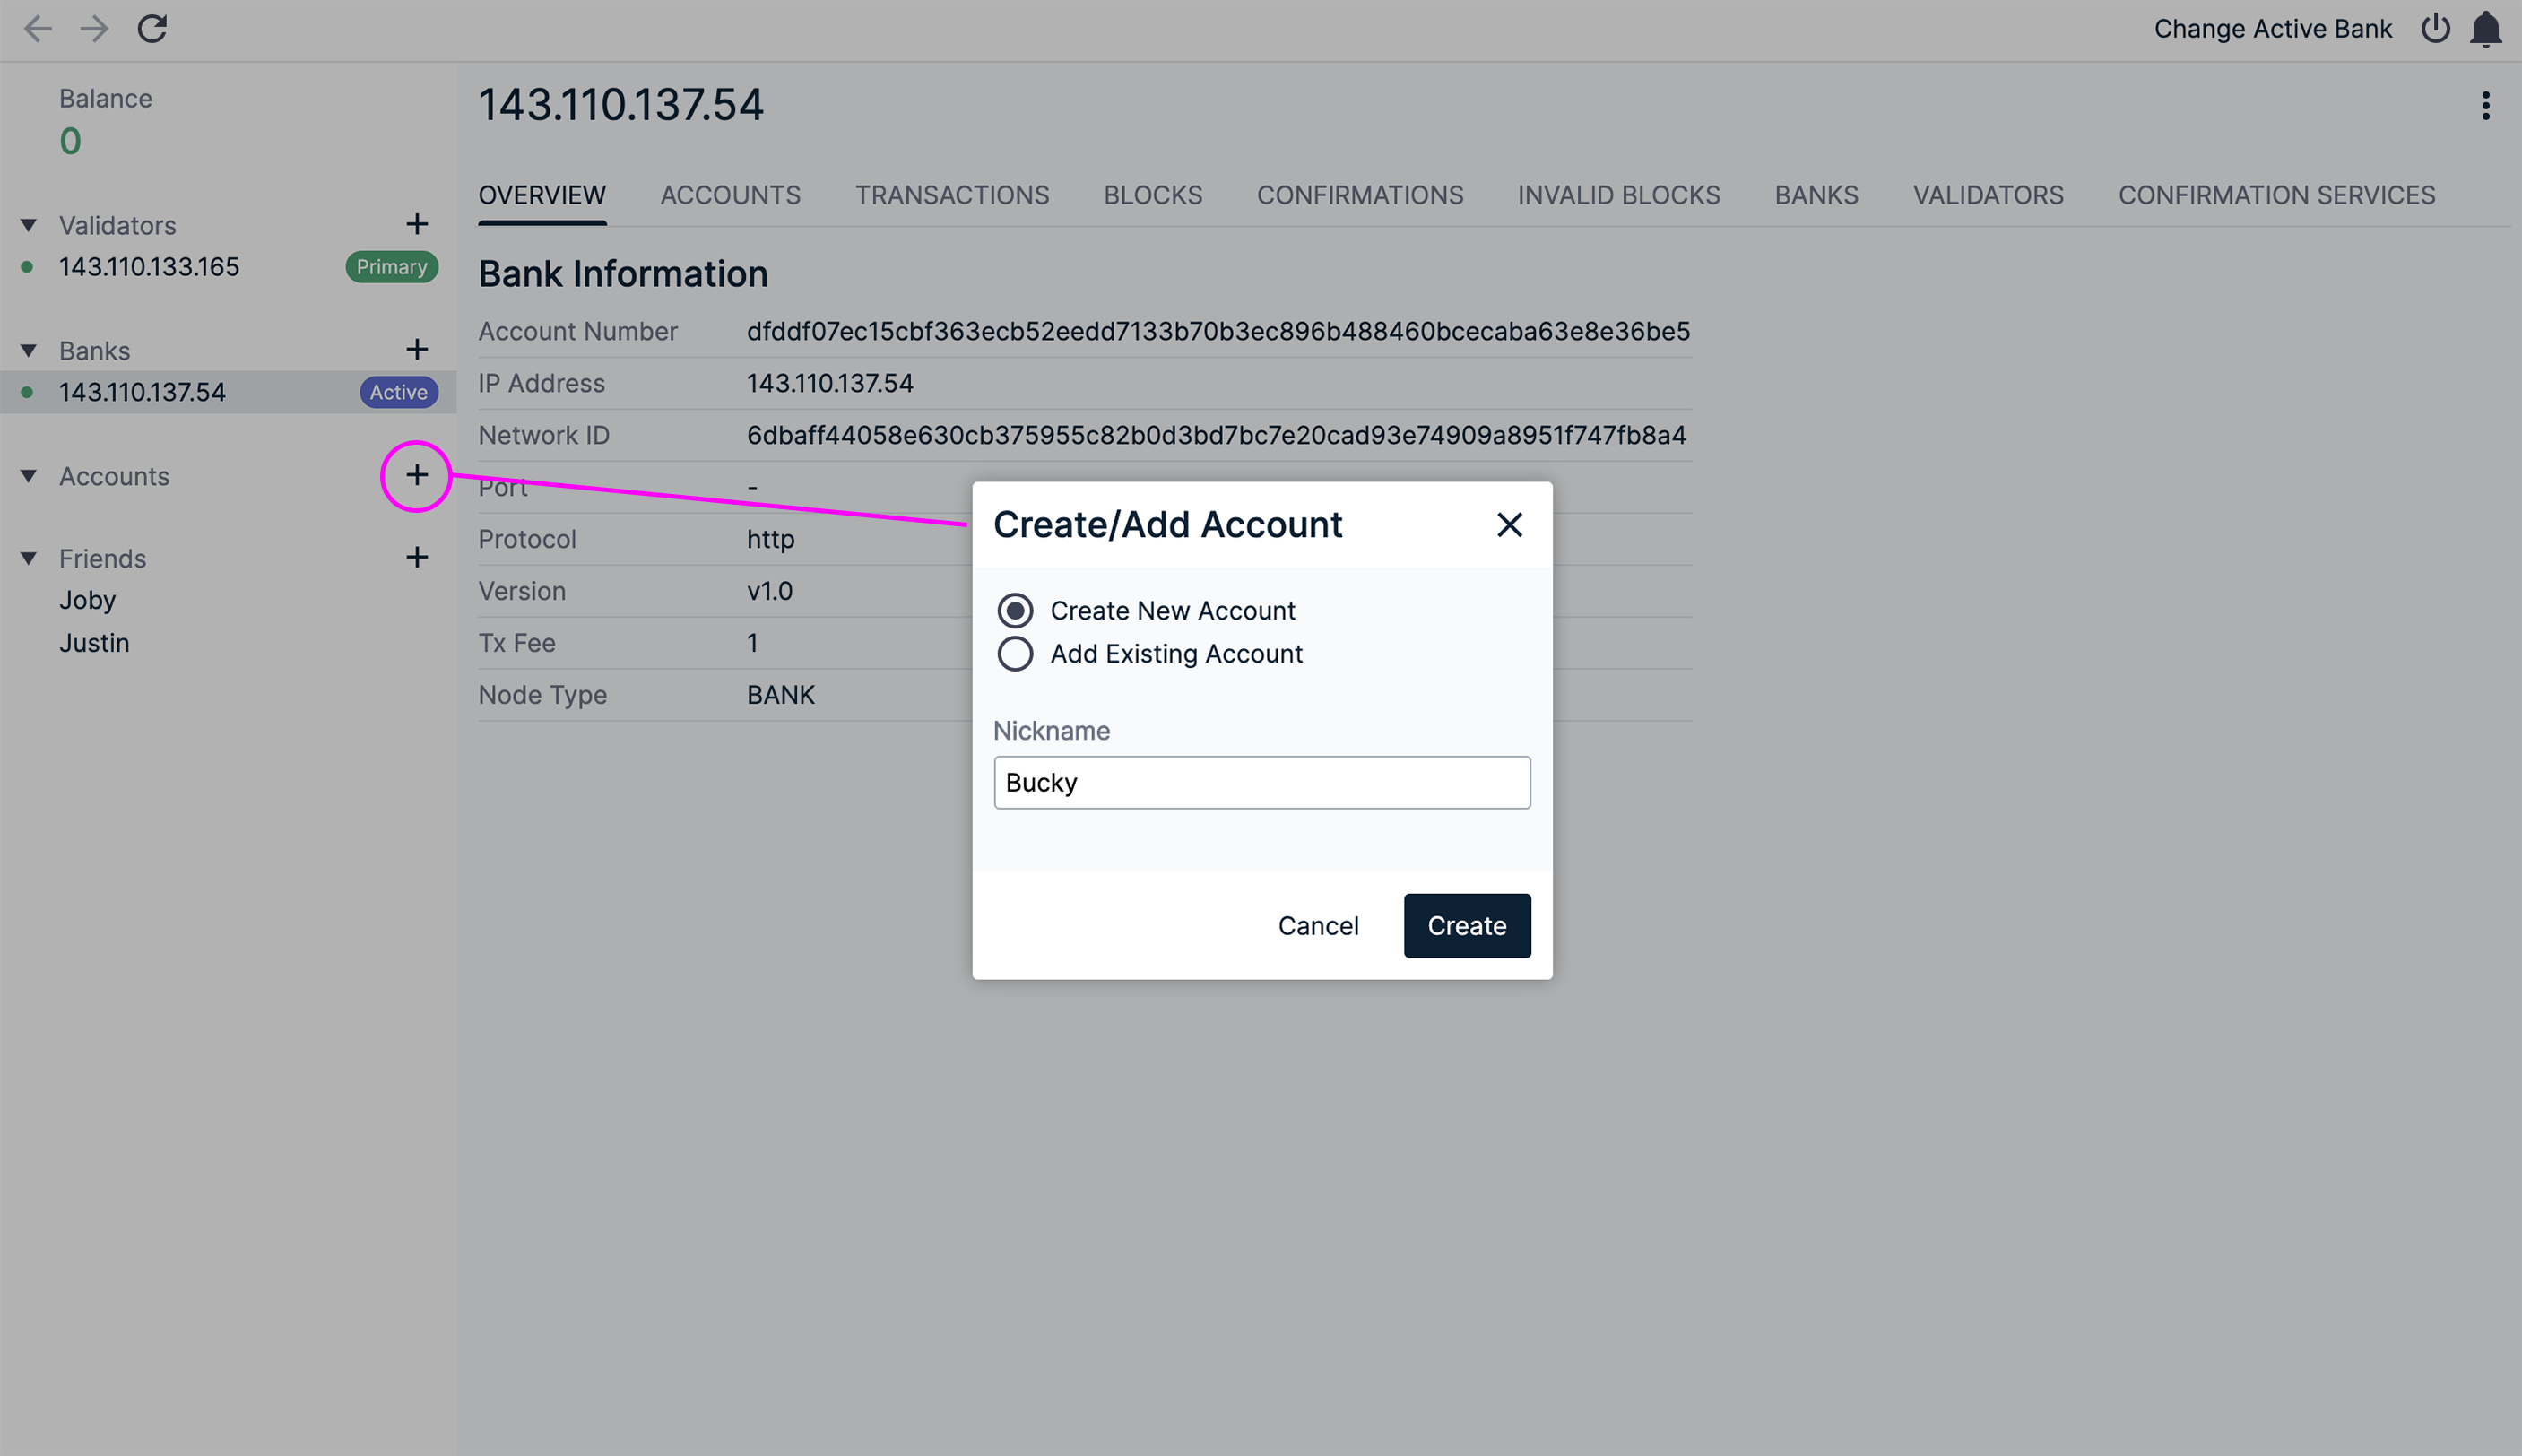 Change Active Bank
Balance
0
Validators
143.110.133.165 Primary
Banks
143.110.137.54 Active
Accounts
Friends
Joby
Justin
143.110.137.54
OVERVIEW ACCOUNTS TRANSACTIONS BLOCKS CONFIRMATIONS INVALID BLOCKS BANKS VALIDATORS CONFIRMATION SERVICES
Bank Information
Account Number dfddf07ec15cbf363ecb52eedd7133b70b3ec896b488460bcecaba63e8e36be5
IP Address 143.110.137.54
Network ID 6dbaff44058e630cb375955c82b0d3bd7bc7e20cad93e74909a8951f747fb8a4
Port -
Protocol http
Version v1.0
Tx Fee 1
Node Type BANK
Create/Add Account
Create New Account
Add Existing Account
Nickname
Bucky
Cancel Create